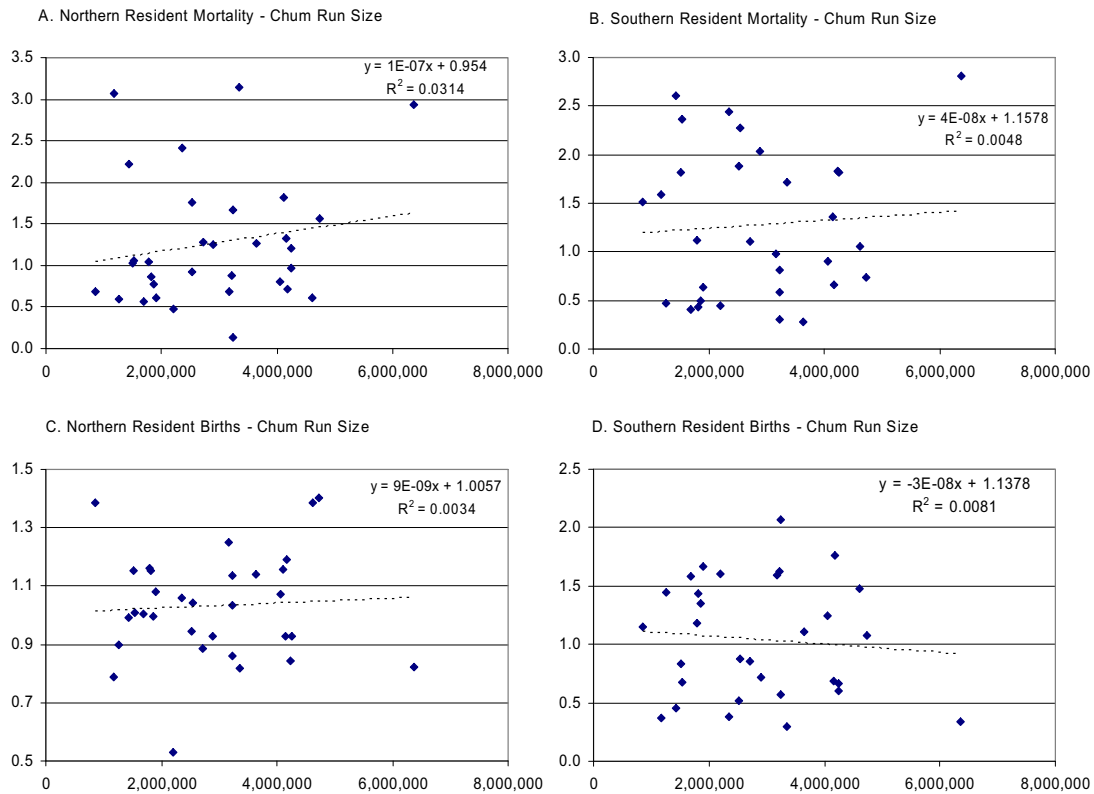 A. Northern Resident Mortality - Chum Run Size
3.5
3.0
2.5
2.0
1.5
1.0
0.5
0.0
0 2,000,000 4,000,000 6,000,000 8,000,000
y = 1E-07x + 0.954
R² = 0.0314
B. Southern Resident Mortality - Chum Run Size
3.0
2.5
2.0
1.5
1.0
0.5
0.0
0 2,000,000 4,000,000 6,000,000 8,000,000
y = 4E-08x + 1.1578
R² = 0.0048
C. Northern Resident Births - Chum Run Size
1.5
1.3
1.1
0.9
0.7
0.5
0 2,000,000 4,000,000 6,000,000 8,000,000
y = 9E-09x + 1.0057
R² = 0.0034
D. Southern Resident Births - Chum Run Size
2.5
2.0
1.5
1.0
0.5
0.0
0 2,000,000 4,000,000 6,000,000 8,000,000
y = -3E-08x + 1.1378
R² = 0.0081